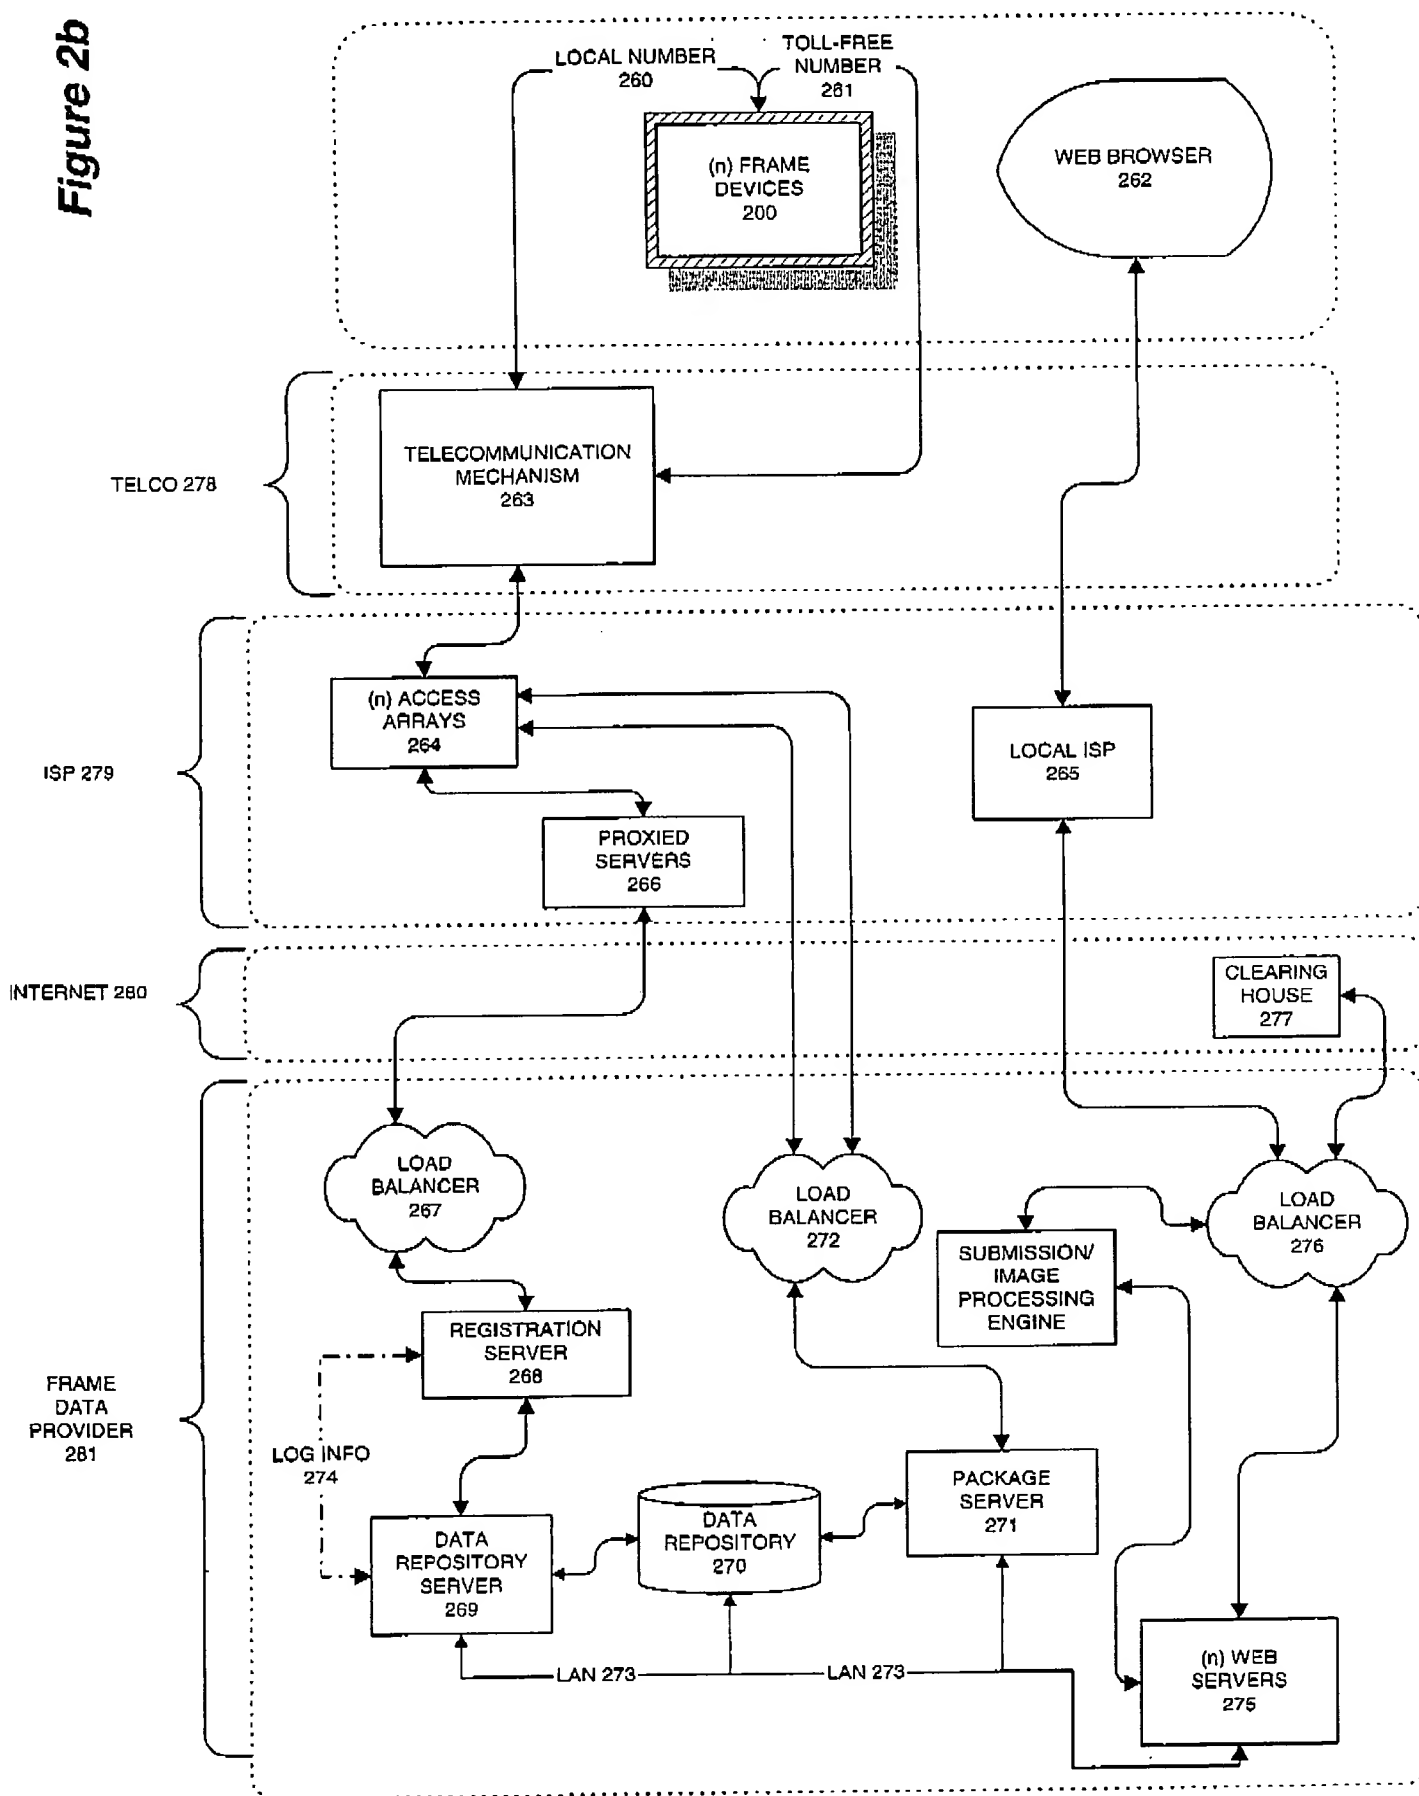 Figure 2b
LOCAL NUMBER
260
TOLL-FREE
NUMBER
261
(n) FRAME
DEVICES
200
WEB BROWSER
262
TELCO 278
TELECOMMUNICATION
MECHANISM
263
ISP 279
(n) ACCESS
ARRAYS
264
LOCAL ISP
265
PROXIED
SERVERS
266
INTERNET 280
CLEARING
HOUSE
277
LOAD
BALANCER
267
LOAD
BALANCER
272
LOAD
BALANCER
276
SUBMISSION/
IMAGE
PROCESSING
ENGINE
REGISTRATION
SERVER
268
FRAME
DATA
PROVIDER
281
LOG INFO
274
PACKAGE
SERVER
271
DATA
REPOSITORY
270
DATA
REPOSITORY
SERVER
269
LAN 273
LAN 273
(n) WEB
SERVERS
275